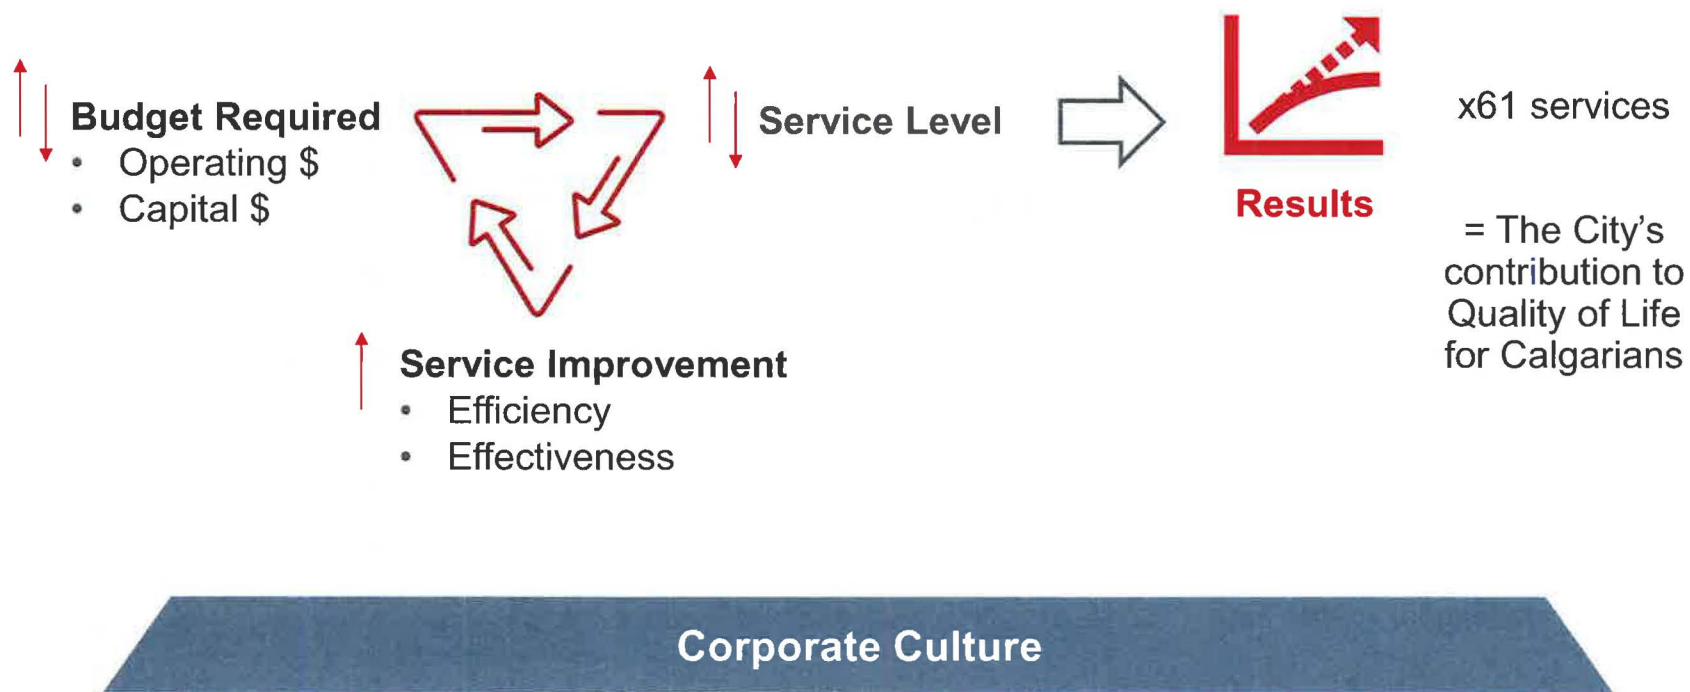 Budget Required
• Operating $
• Capital $
Service Level
Service Improvement
• Efficiency
• Effectiveness
Results
x61 services
= The City's
contribution to
Quality of Life
for Calgarians
Corporate Culture